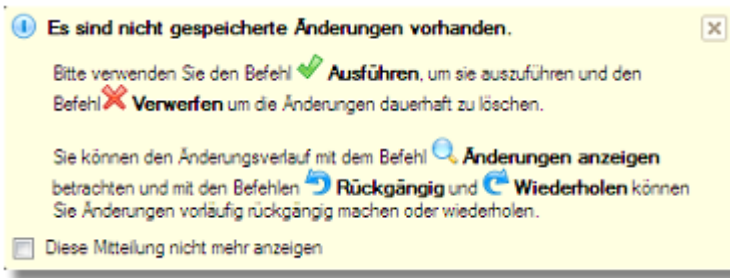 Es sind nicht gespeicherte Änderungen vorhanden.
Bitte verwenden Sie den Befehl Ausführen, um sie auszuführen und den
Befehl Verwerfen um die Änderungen dauerhaft zu löschen.
Sie können den Änderungsverlauf mit dem Befehl Änderungen anzeigen
betrachten und mit den Befehlen Rückgängig und Wiederholen können
Sie Änderungen vorläufig rückgängig machen oder wiederholen.
Diese Mitteilung nicht mehr anzeigen